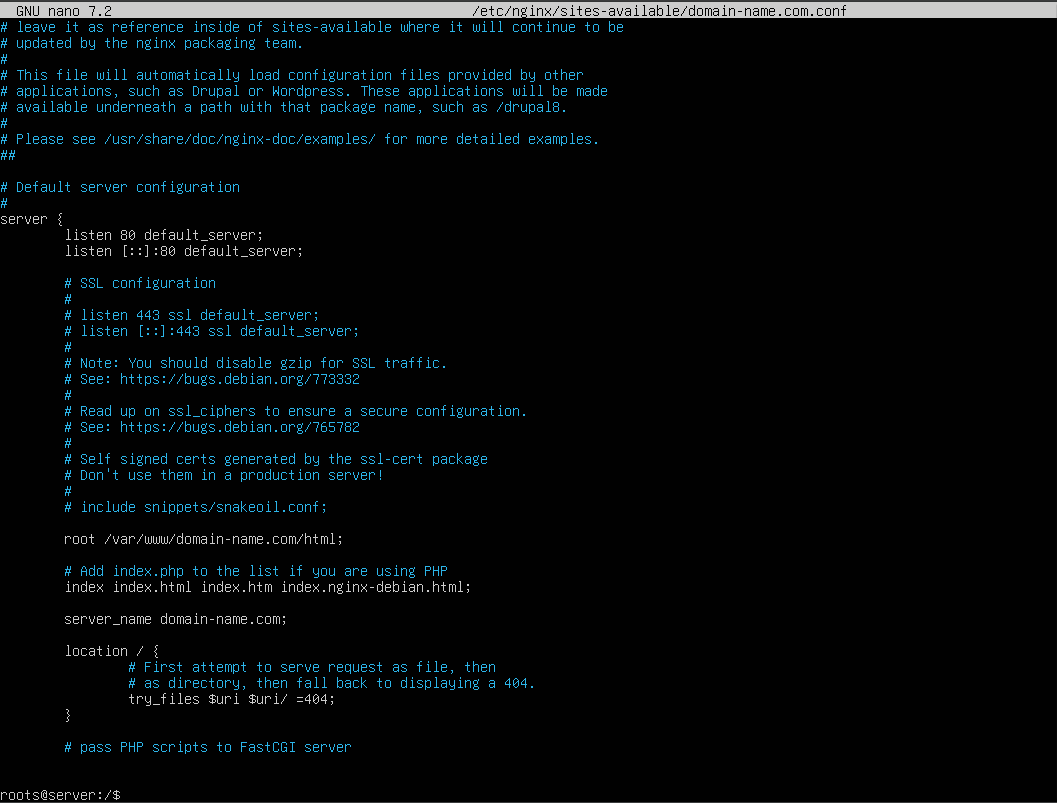 GNU nano 7.2 /etc/nginx/sites-available/domain-name.com.conf
# leave it as reference inside of sites-available where it will continue to be
# updated by the nginx packaging team.
#
# This file will automatically load configuration files provided by other
# applications, such as Drupal or Wordpress. These applications will be made
# available underneath a path with that package name, such as /drupal8.
#
# Please see /usr/share/doc/nginx-doc/examples/ for more detailed examples.
##
# Default server configuration
#
server {
listen 80 default_server;
listen [::]:80 default_server;
# SSL configuration
#
# listen 443 ssl default_server;
# listen [::]:443 ssl default_server;
#
# Note: You should disable gzip for SSL traffic.
# See: https://bugs.debian.org/773332
#
# Read up on ssl_ciphers to ensure a secure configuration.
# See: https://bugs.debian.org/765782
#
# Self signed certs generated by the ssl-cert package
# Don't use them in a production server!
#
# include snippets/snakeoil.conf;
root /var/www/domain-name.com/html;
# Add index.php to the list if you are using PHP
index index.html index.htm index.nginx-debian.html;
server_name domain-name.com;
location / {
# First attempt to serve request as file, then
# as directory, then fall back to displaying a 404.
try_files $uri $uri/ =404;
}
# pass PHP scripts to FastCGI server
roots@server:/$